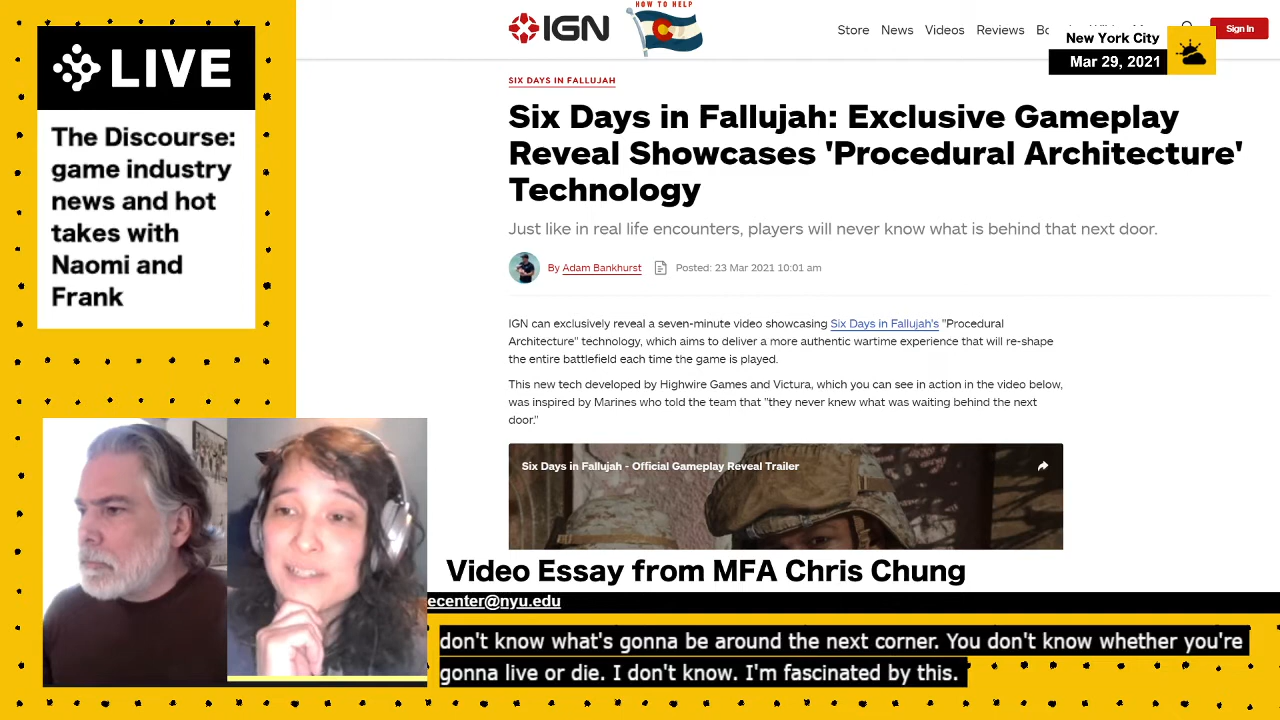 LIVE
The Discourse:
game industry
news and hot
takes with
Naomi and
Frank
IGN
HOW TO HELP
Store News Videos Reviews
Sign In
New York City
Mar 29, 2021
SIX DAYS IN FALLUJAH
Six Days in Fallujah: Exclusive Gameplay
Reveal Showcases 'Procedural Architecture'
Technology
Just like in real life encounters, players will never know what is behind that next door.
By Adam Bankhurst Posted: 23 Mar 2021 10:01 am
IGN can exclusively reveal a seven-minute video showcasing Six Days in Fallujah's "Procedural
Architecture" technology, which aims to deliver a more authentic wartime experience that will re-shape
the entire battlefield each time the game is played.
This new tech developed by Highwire Games and Victura, which you can see in action in the video below,
was inspired by Marines who told the team that "they never knew what was waiting behind the next
door."
Six Days in Fallujah - Official Gameplay Reveal Trailer
Video Essay from MFA Chris Chung
ecenter@nyu.edu
don't know what's gonna be around the next corner. You don't know whether you're
gonna live or die. I don't know. I'm fascinated by this.